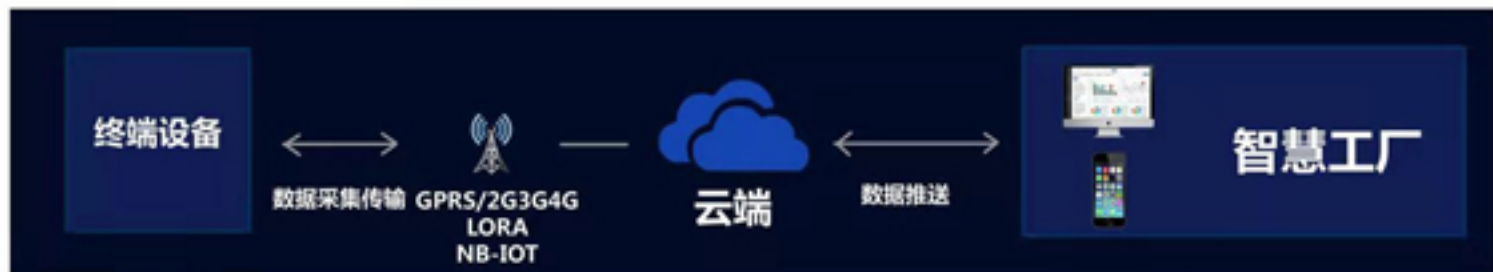 终端设备
数据采集传输
GPRS/2G3G4G
LORA
NB-IOT
云端
数据推送
智慧工厂